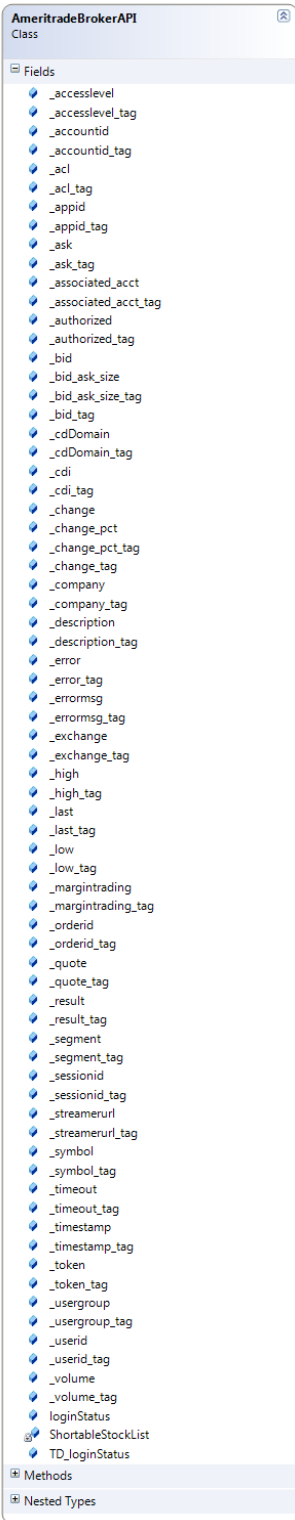 AmeritradeBrokerAPI
Class
Fields
_accesslevel
_accesslevel_tag
_accountid
_accountid_tag
_acl
_acl_tag
_appid
_appid_tag
_ask
_ask_tag
_associated_acct
_associated_acct_tag
_authorized
_authorized_tag
_bid
_bid_ask_size
_bid_ask_size_tag
_bid_tag
_cdDomain
_cdDomain_tag
_cdi
_cdi_tag
_change
_change_pct
_change_pct_tag
_change_tag
_company
_company_tag
_description
_description_tag
_error
_error_tag
_errormsg
_errormsg_tag
_exchange
_exchange_tag
_high
_high_tag
_last
_last_tag
_low
_low_tag
_margintrading
_margintrading_tag
_orderid
_orderid_tag
_quote
_quote_tag
_result
_result_tag
_segment
_segment_tag
_sessionid
_sessionid_tag
_streamerurl
_streamerurl_tag
_symbol
_symbol_tag
_timeout
_timeout_tag
_timestamp
_timestamp_tag
_token
_token_tag
_usergroup
_usergroup_tag
_userid
_userid_tag
_volume
_volume_tag
loginStatus
ShortableStockList
TD_loginStatus
Methods
Nested Types